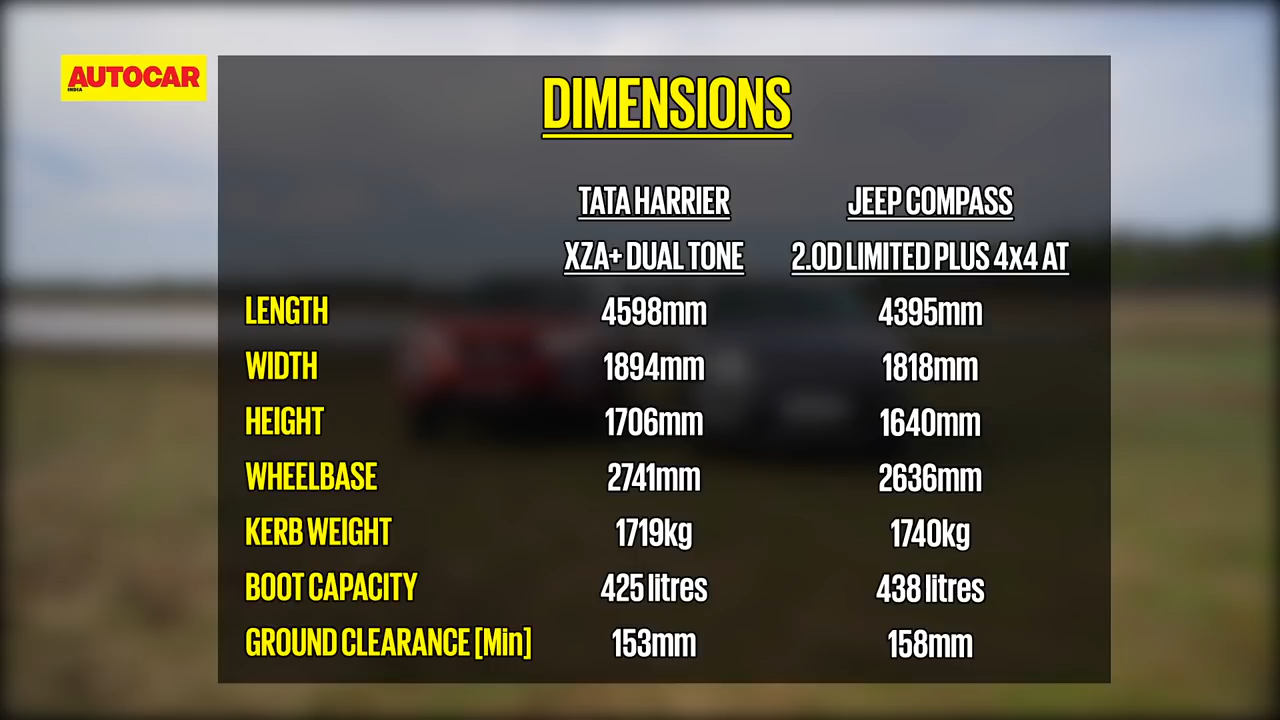 AUTOCAR
INDIA
DIMENSIONS
TATA HARRIER JEEP COMPASS
XZA+ DUAL TONE 2.0D LIMITED PLUS 4x4 AT
LENGTH 4598mm 4395mm
WIDTH 1894mm 1818mm
HEIGHT 1706mm 1640mm
WHEELBASE 2741mm 2636mm
KERB WEIGHT 1719kg 1740kg
BOOT CAPACITY 425 litres 438 litres
GROUND CLEARANCE [Min] 153mm 158mm